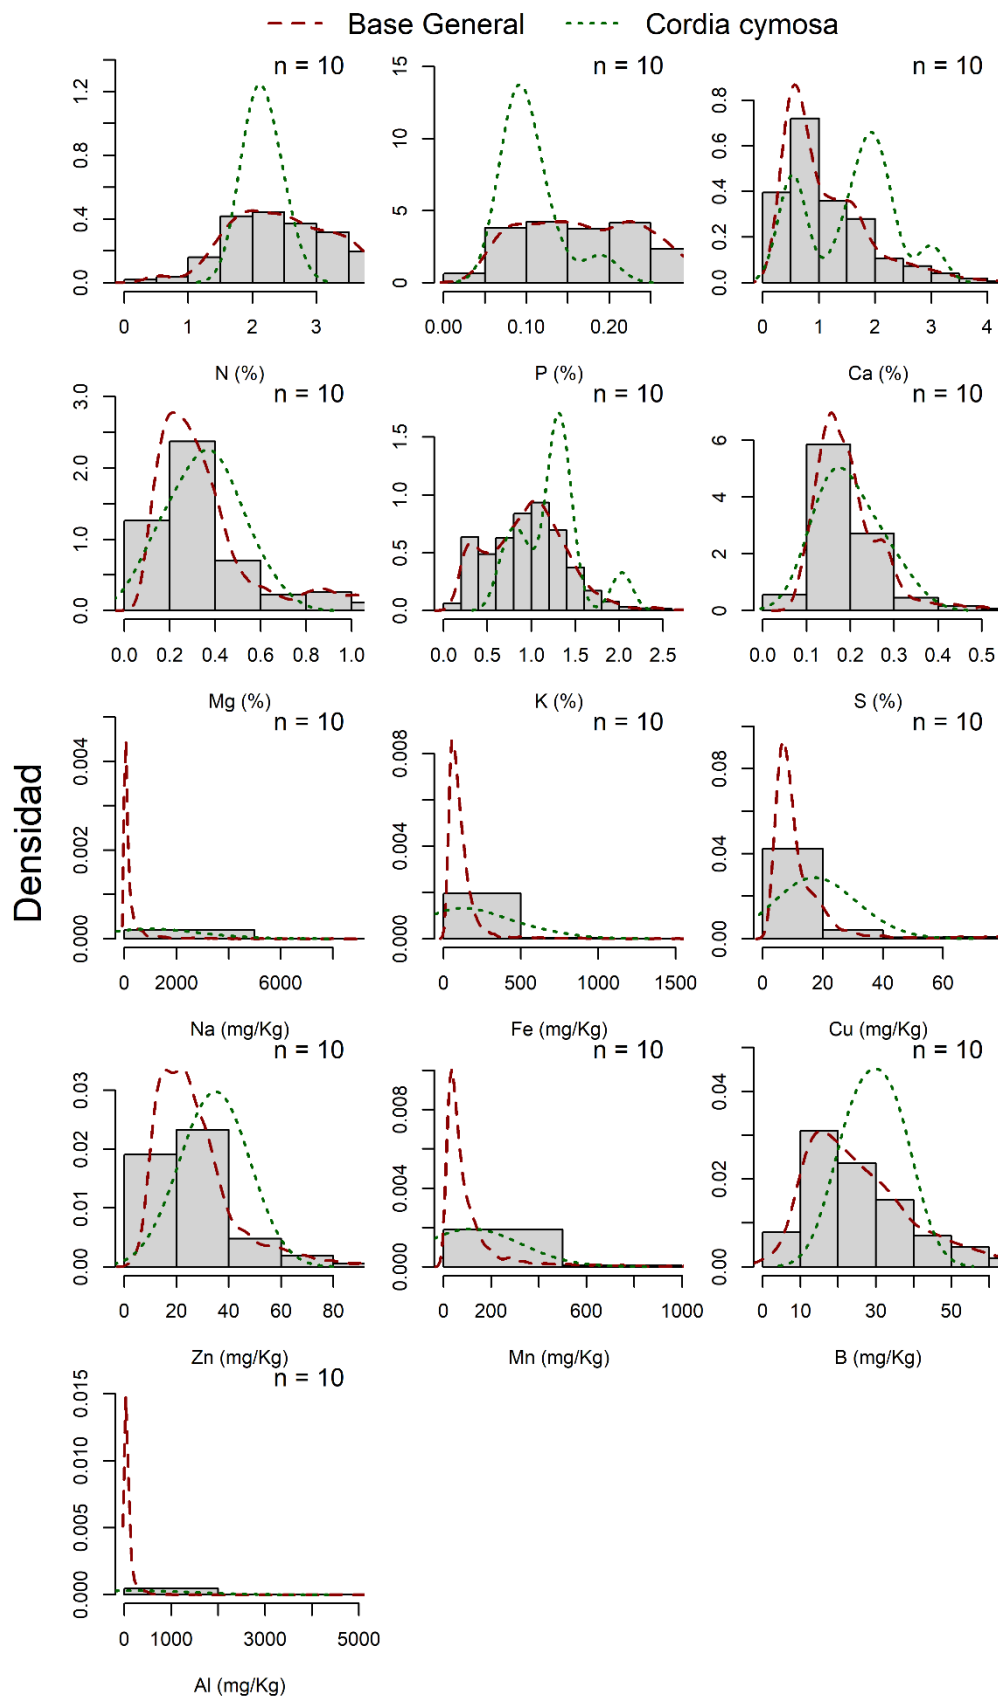 Base General Cordia cymosa
Densidad
n = 10 n = 10 n = 10
0.0 0.4 0.8 1.2
0 5 10 15
0.0 0.2 0.4 0.6 0.8
0 1 2 3
0.00 0.10 0.20
0 1 2 3 4
N (%) P (%) Ca (%)
n = 10 n = 10 n = 10
0.0 1.0 2.0 3.0
0.0 0.5 1.0 1.5
0 2 4 6
0.0 0.2 0.4 0.6 0.8 1.0
0.0 0.5 1.0 1.5 2.0 2.5
0.0 0.1 0.2 0.3 0.4 0.5
Mg (%) K (%) S (%)
n = 10 n = 10 n = 10
0.000 0.002 0.004
0.000 0.004 0.008
0.00 0.04 0.08
0 2000 6000
0 500 1000 1500
0 20 40 60
Na (mg/Kg) Fe (mg/Kg) Cu (mg/Kg)
n = 10 n = 10 n = 10
0.00 0.01 0.02 0.03
0.000 0.004 0.008
0.00 0.02 0.04
0 20 40 60 80
0 200 600 1000
0 10 30 50
Zn (mg/Kg) Mn (mg/Kg) B (mg/Kg)
n = 10
0.000 0.005 0.010 0.015
0 1000 3000 5000
Al (mg/Kg)